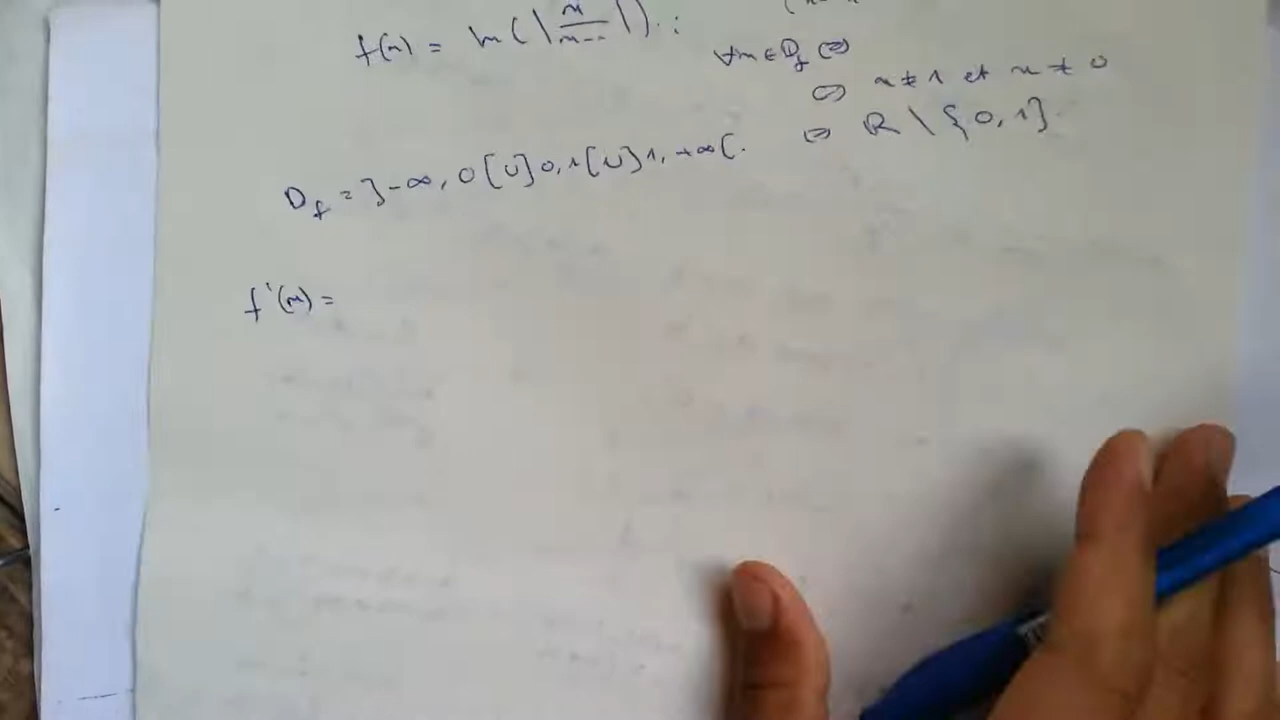 f(x) = ln(|x/x-1|).
∀x∈D_f ⇔
⇔ x ≠ 1 et x ≠ 0
⇔ ℝ \ {0,1}
D_f = ]-∞, 0[∪]0,1[∪]1,+∞[.
f'(x) =